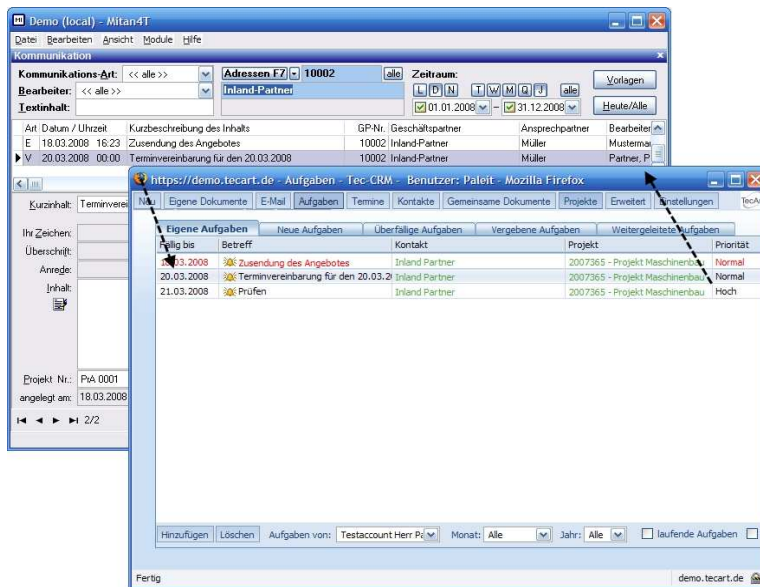 Demo (local) - Mitan4T
Datei Bearbeiten Ansicht Module Hilfe
Kommunikation
Kommunikations-Art: << alle >> Adressen F7 10002 alle Zeitraum: Vorlagen
Bearbeiter: << alle >> Inland-Partner L D N T W M Q J alle
Textinhalt: 01.01.2008 – 31.12.2008 Heute/Alle
Art Datum / Uhrzeit Kurzbeschreibung des Inhalts GP-Nr. Geschäftspartner Ansprechpartner Bearbeiter
E 18.03.2008 16:23 Zusendung des Angebotes 10002 Inland-Partner Müller
V 20.03.2008 00:00 Terminvereinbarung für den 20.03.2008 10002 Inland-Partner Müller Partner, P
Kurzinhalt: Terminverei
Ihr Zeichen:
Überschrift:
Anrede:
Inhalt:
Projekt Nr.: PrA 0001
angelegt am: 18.03.2008
2/2
https://demo.tecart.de - Aufgaben - Tec-CRM - Benutzer: Paleit - Mozilla Firefox
Neu Eigene Dokumente E-Mail Aufgaben Termine Kontakte Gemeinsame Dokumente Projekte Erweitert Einstellungen
Eigene Aufgaben Neue Aufgaben Überfällige Aufgaben Vergebene Aufgaben Weitergeleitete Aufgaben
Fällig bis Betreff Kontakt Projekt Priorität
.03.2008 Zusendung des Angebotes Inland Partner 2007365 - Projekt Maschinenbau Normal
20.03.2008 Terminvereinbarung für den 20.03.2 Inland Partner 2007365 - Projekt Maschinenbau Normal
21.03.2008 Prüfen Inland Partner 2007365 - Projekt Maschinenbau Hoch
Hinzufügen Löschen Aufgaben von: Testaccount Herr Pa Monat: Alle Jahr: Alle laufende Aufgaben
Fertig demo.tecart.de